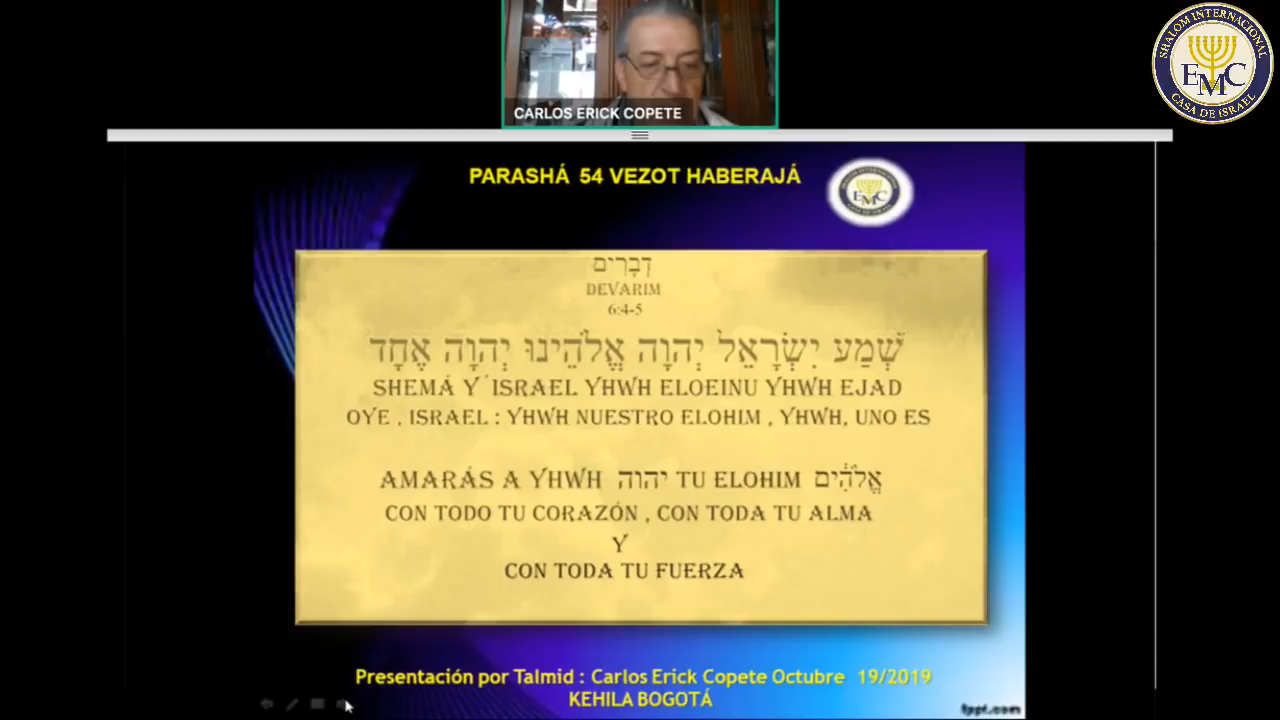 SHALOM INTERNACIONAL
EMC
CASA DE ISRAEL
CARLOS ERICK COPETE
PARASHÁ 54 VEZOT HABERAJÁ
EMC
דְּבָרִים
DEVARIM
6:4-5
שְׁמַע יִשְׂרָאֵל יְהוָה אֱלֹהֵינוּ יְהוָה אֶחָד
SHEMÁ Y´ISRAEL YHWH ELOEINU YHWH EJAD
OYE , ISRAEL : YHWH NUESTRO ELOHIM , YHWH, UNO ES
AMARÁS A YHWH יהוה TU ELOHIM אֱלֹהִים
CON TODO TU CORAZÓN , CON TODA TU ALMA
Y
CON TODA TU FUERZA
Presentación por Talmid : Carlos Erick Copete Octubre 19/2019
KEHILA BOGOTÁ
fppt.com